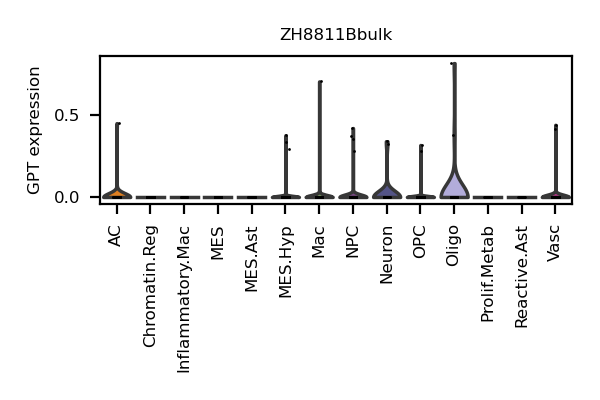 ZH8811Bbulk
GPT expression
0.5
0.0
AC
Chromatin.Reg
Inflammatory.Mac
MES
MES.Ast
MES.Hyp
Mac
NPC
Neuron
OPC
Oligo
Prolif.Metab
Reactive.Ast
Vasc